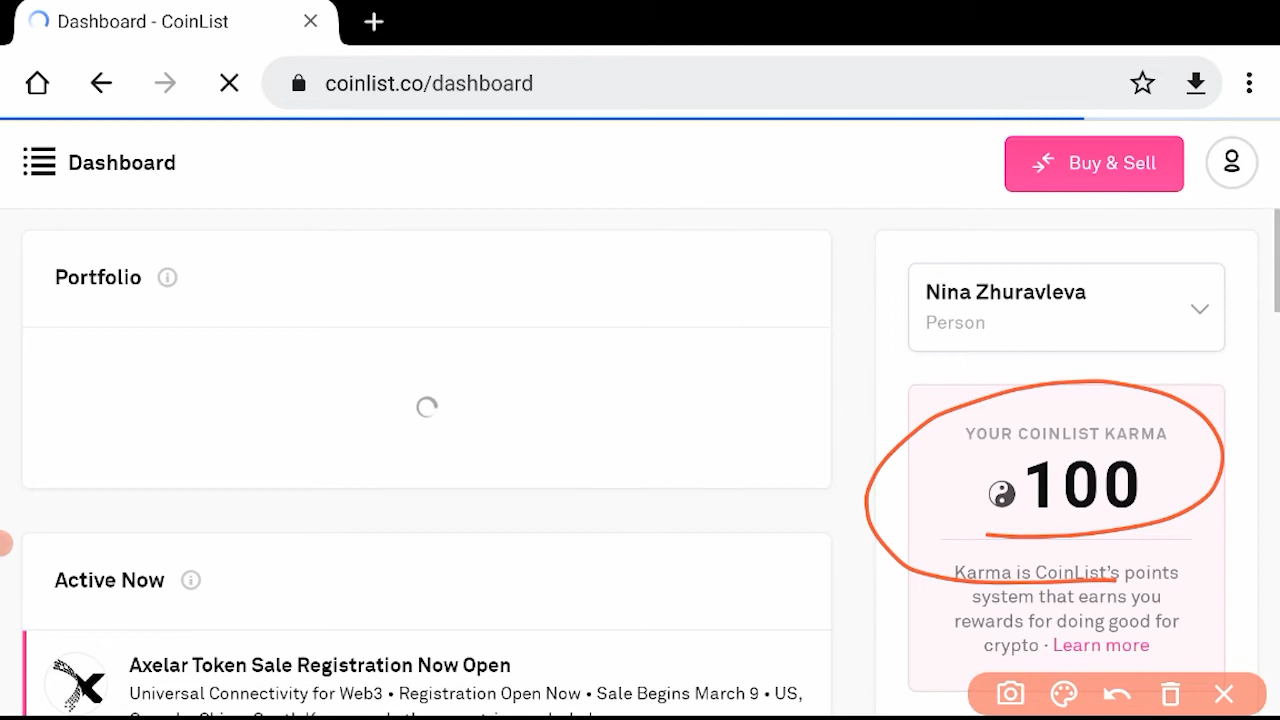 Dashboard - CoinList
coinlist.co/dashboard
Dashboard
Buy & Sell
Portfolio
Nina Zhuravleva
Person
YOUR COINLIST KARMA
100
Karma is CoinList's points
system that earns you
rewards for doing good for
crypto · Learn more
Active Now
Axelar Token Sale Registration Now Open
Universal Connectivity for Web3 • Registration Open Now • Sale Begins March 9 • US,